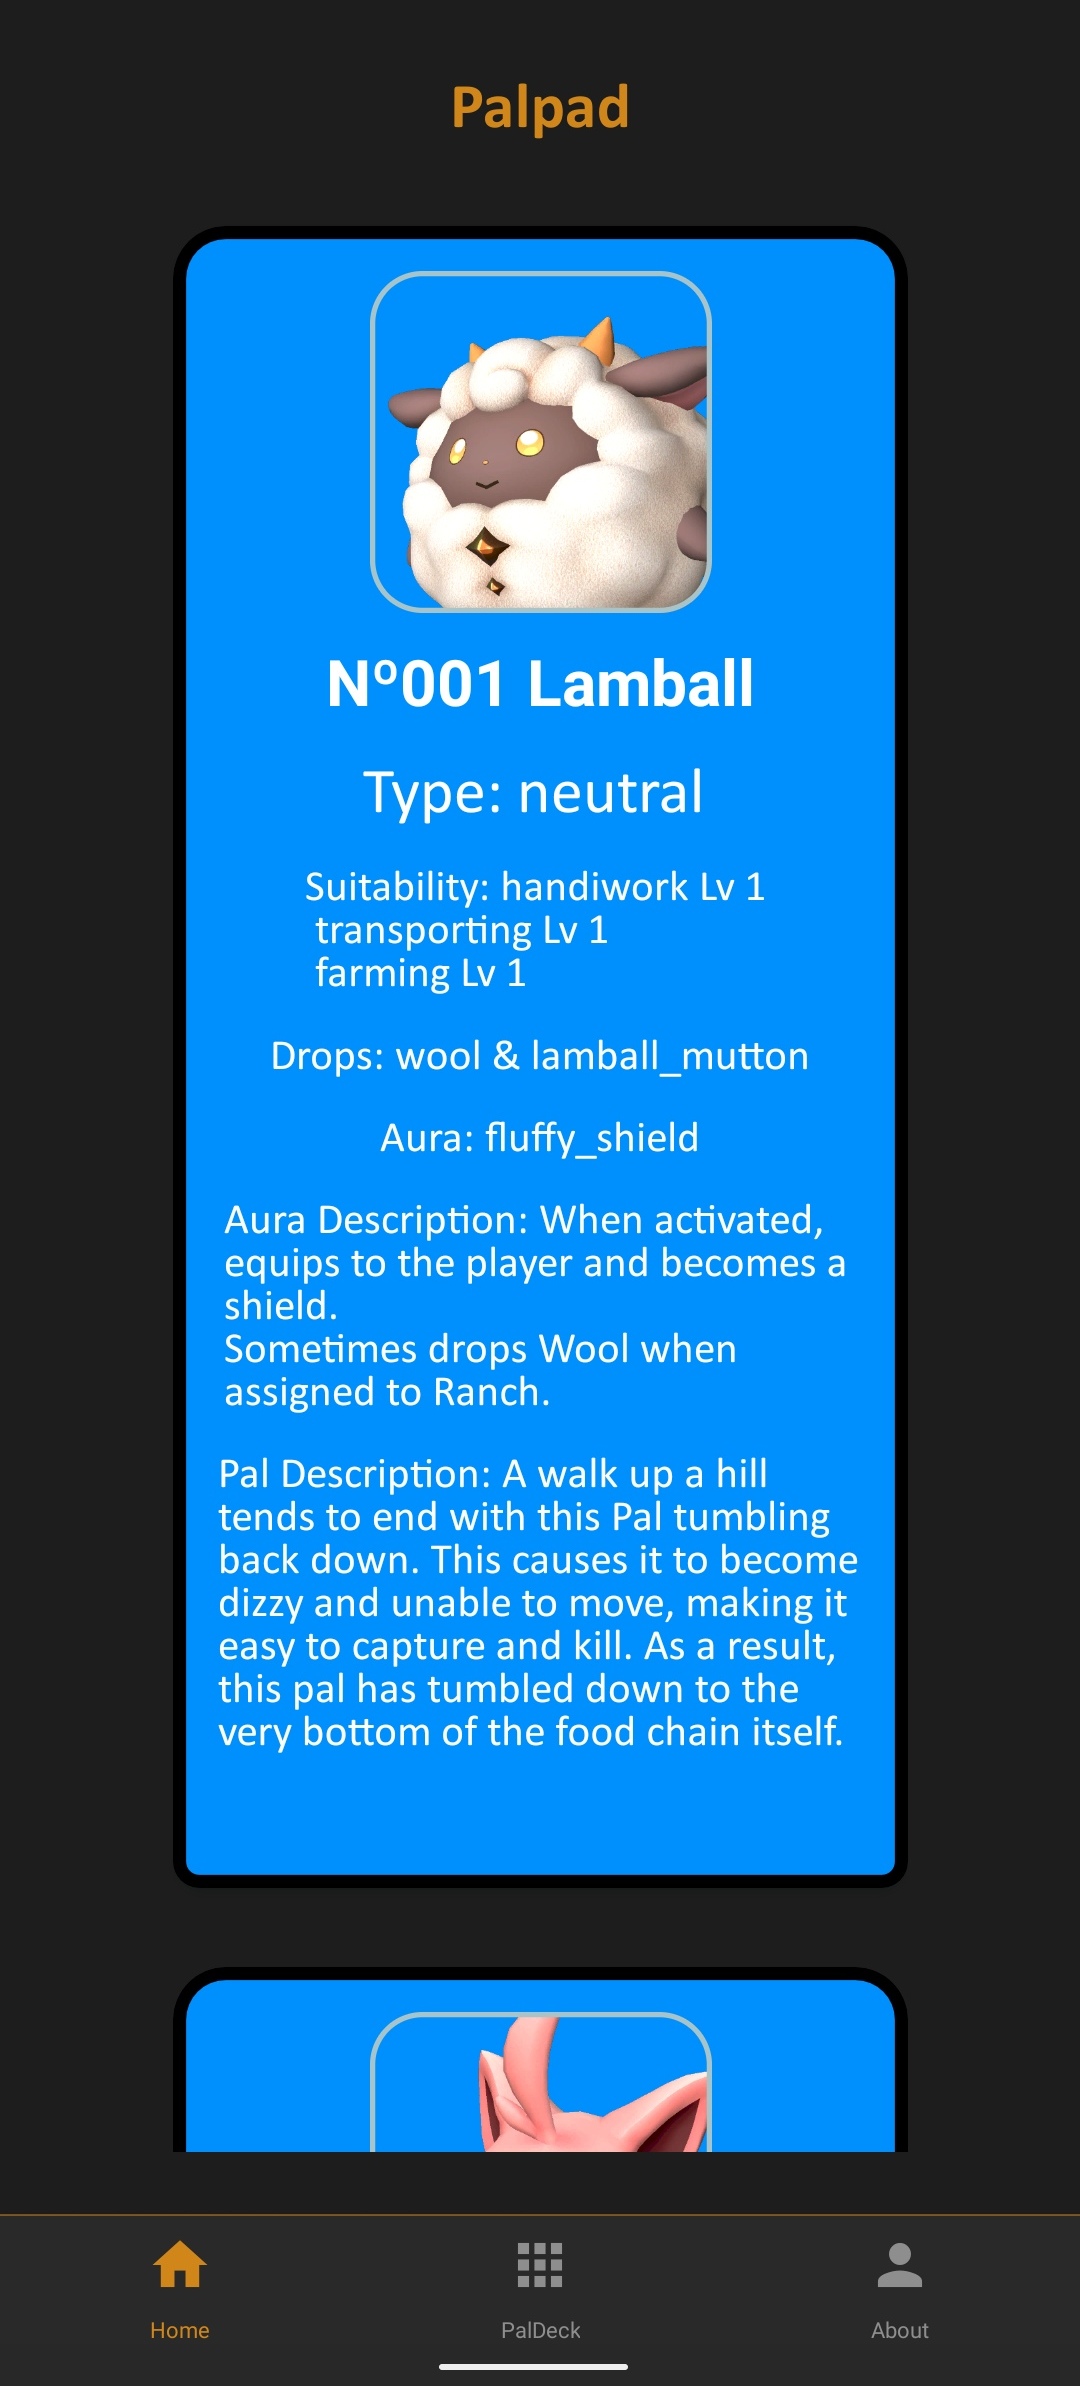 Palpad
Nº001 Lamball
Type: neutral
Suitability: handiwork Lv 1
transporting Lv 1
farming Lv 1
Drops: wool & lamball_mutton
Aura: fluffy_shield
Aura Description: When activated,
equips to the player and becomes a
shield.
Sometimes drops Wool when
assigned to Ranch.
Pal Description: A walk up a hill
tends to end with this Pal tumbling
back down. This causes it to become
dizzy and unable to move, making it
easy to capture and kill. As a result,
this pal has tumbled down to the
very bottom of the food chain itself.
Home
PalDeck
About